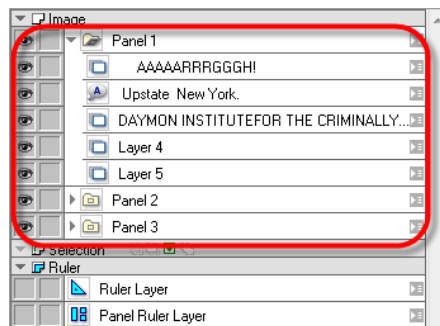 Image
Panel 1
AAAAARRRGGGH!
Upstate New York.
DAYMON INSTITUTEFOR THE CRIMINALLY...
Layer 4
Layer 5
Panel 2
Panel 3
Selection
Ruler
Ruler Layer
Panel Ruler Layer